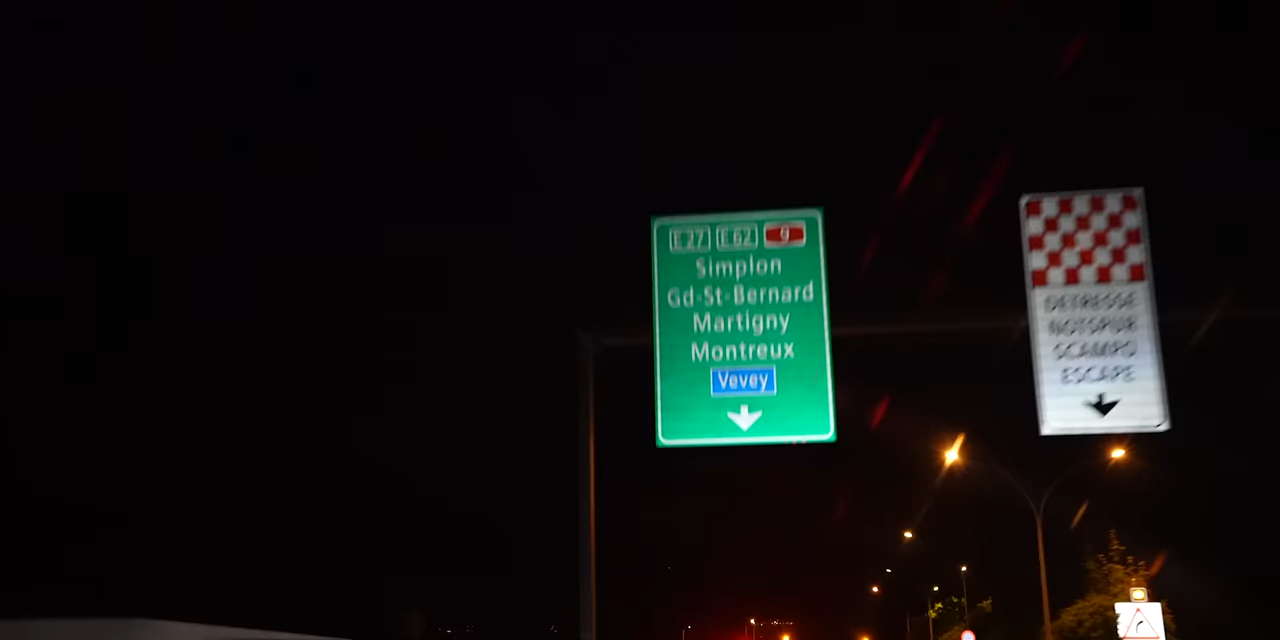 E27 E62 9
Simplon
Gd-St-Bernard
Martigny
Montreux
Vevey
DETRESSE
NOTSPUR
SCAMPO
ESCAPE